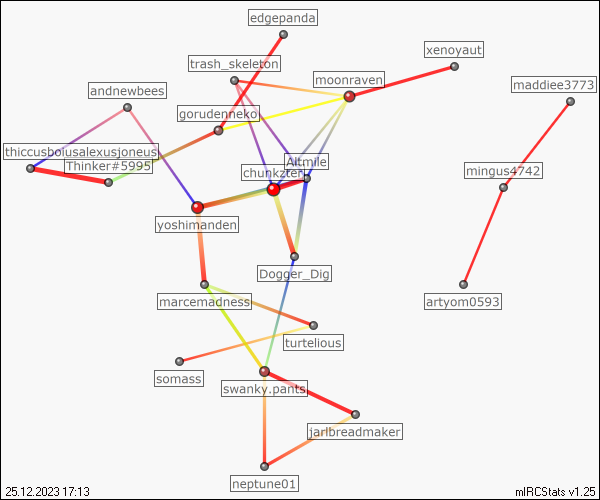 edgepanda
xenoyaut
trash_skeleton
moonraven
maddiee3773
andnewbees
gorudenneko
thiccusboiusalexusjoneus
Altmile
Thinker#5995
chunkzten
mingus4742
yoshimanden
Dogger_Dig
marcemadness
artyom0593
turtelious
somass
swanky.pants
jarlbreadmaker
neptune01
25.12.2023 17:13
mIRCStats v1.25